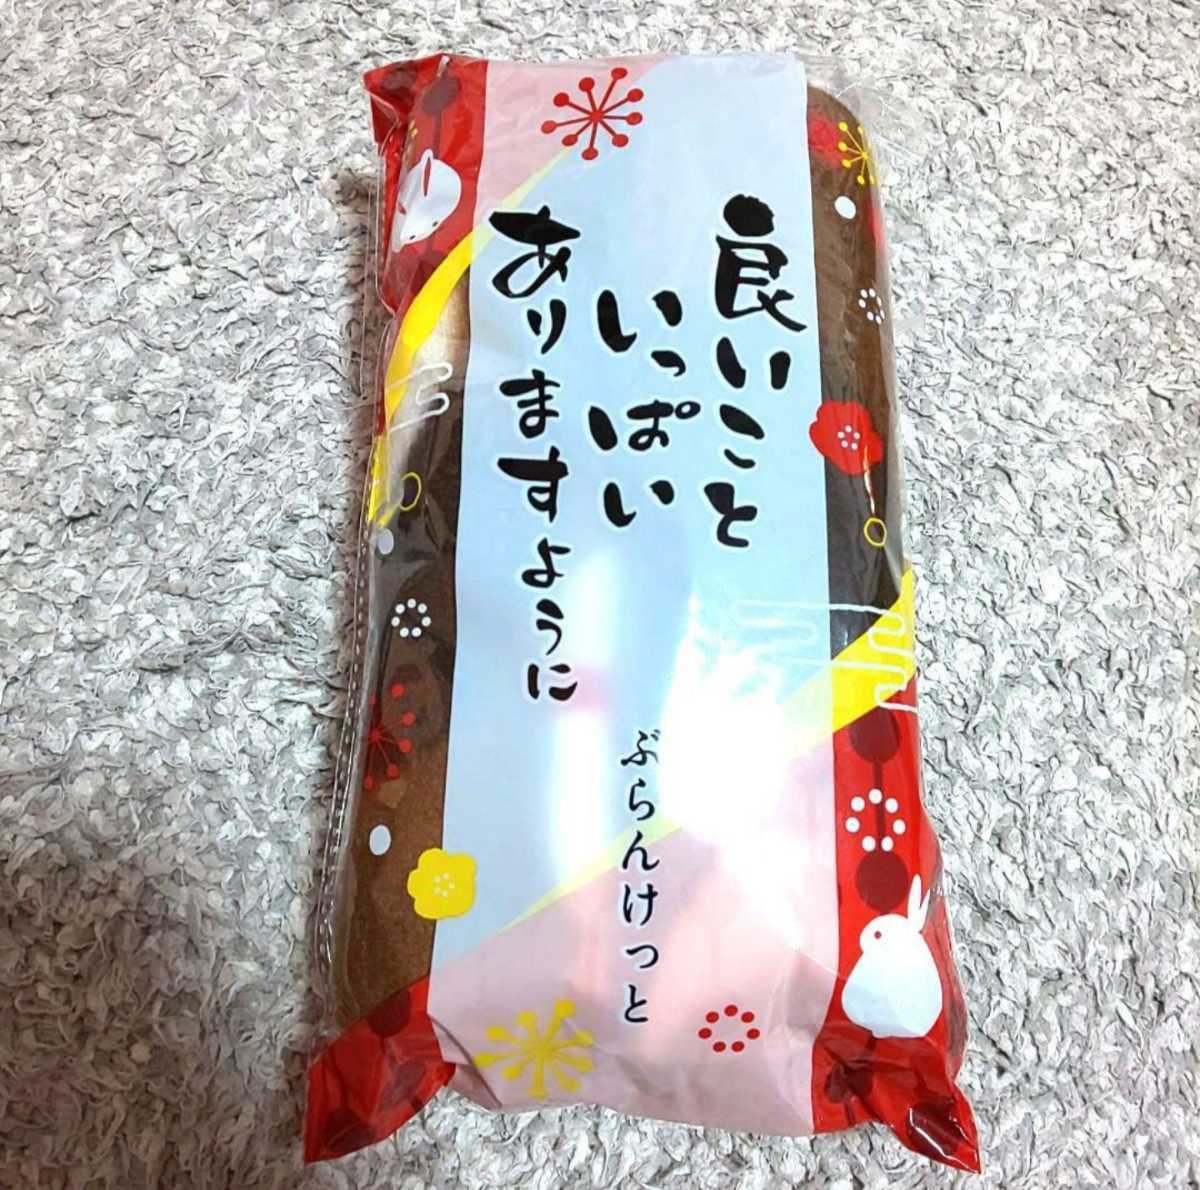 良いこと
いっぱい
ありますように
ぶらんけっと